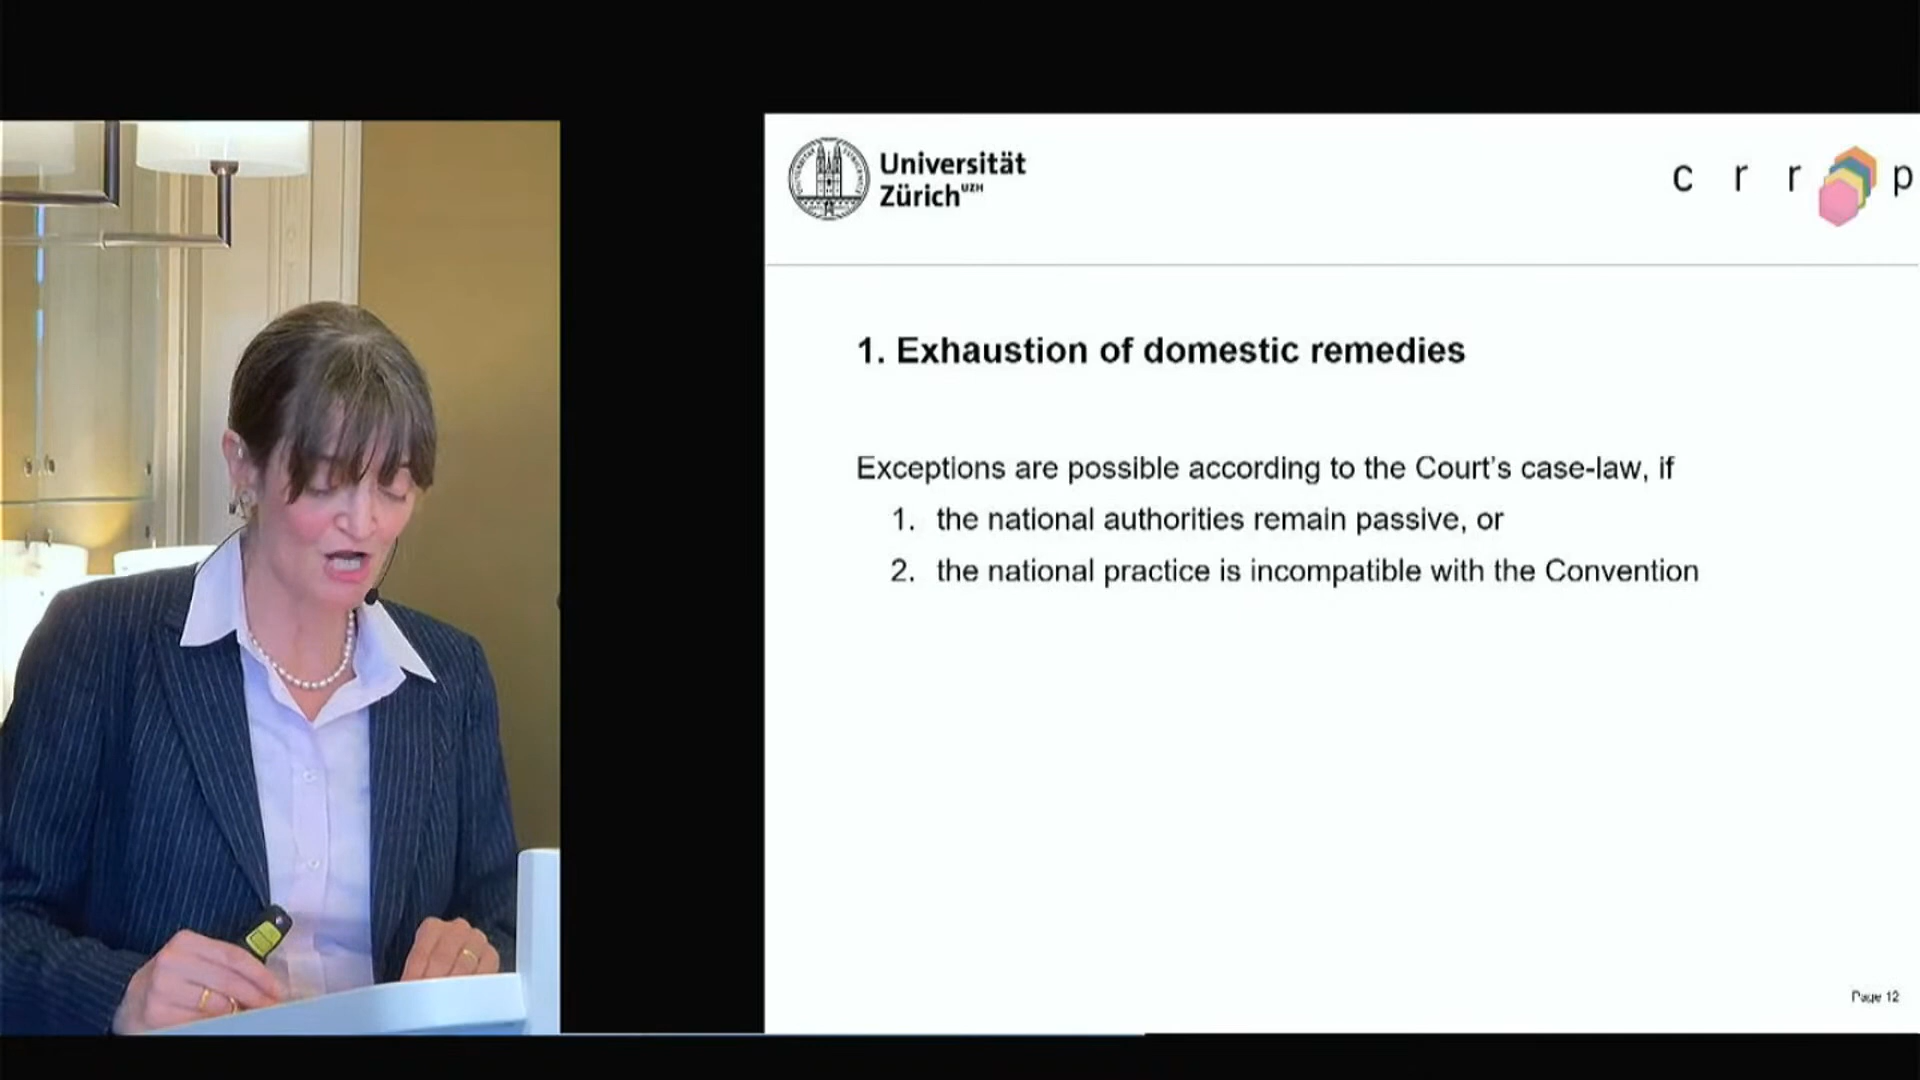 Universität
Zürich UZH
c r r p
1. Exhaustion of domestic remedies
Exceptions are possible according to the Court's case-law, if
1. the national authorities remain passive, or
2. the national practice is incompatible with the Convention
Page 12